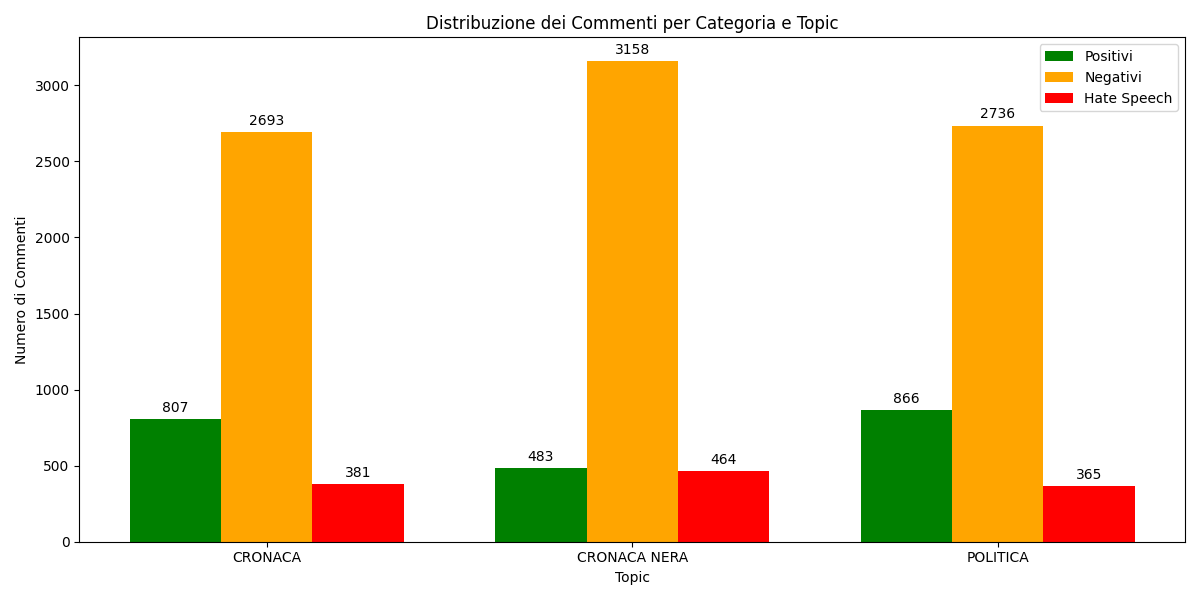 Distribuzione dei Commenti per Categoria e Topic
Positivi
Negativi
Hate Speech
Numero di Commenti
3000
2500
2000
1500
1000
500
0
807
2693
381
483
3158
464
866
2736
365
CRONACA
CRONACA NERA
POLITICA
Topic